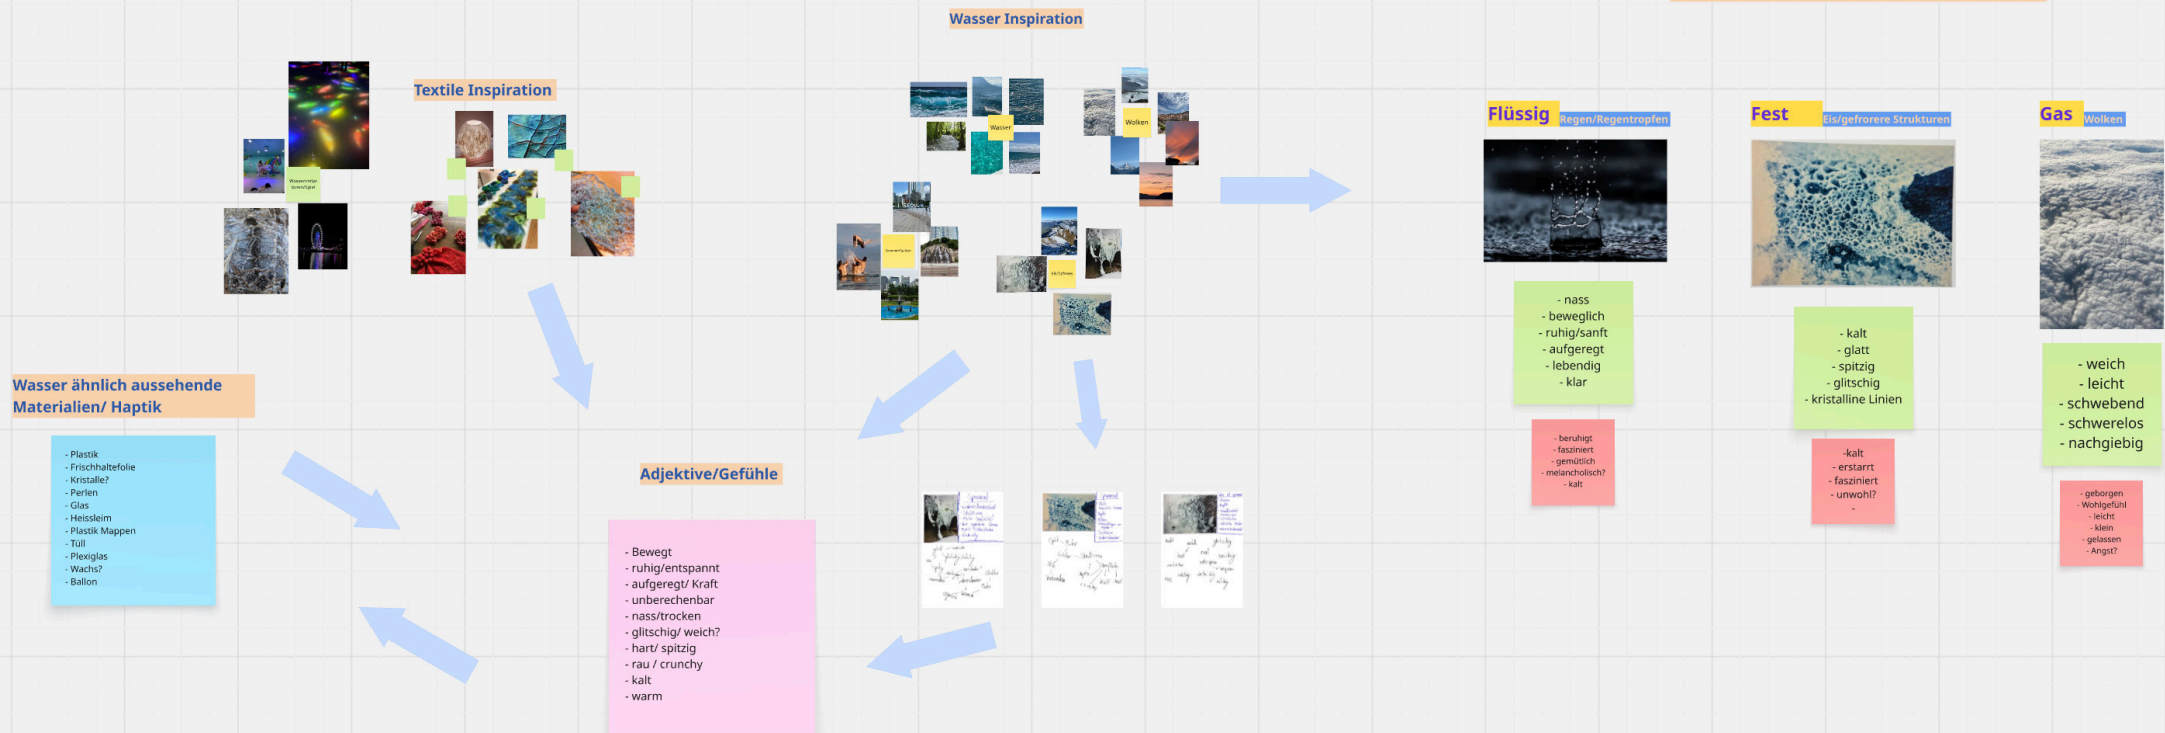 Wasser Inspiration
Textile Inspiration
Wasser
Wolken
Wasser ähnlich aussehende
Materialien/ Haptik
- Plastik
- Frischhaltefolie
- Kristalle?
- Perlen
- Glas
- Heissleim
- Plastik Mappen
- Tüll
- Plexiglas
- Wachs?
- Ballon
Adjektive/Gefühle
- Bewegt
- ruhig/entspannt
- aufgeregt/ Kraft
- unberechenbar
- nass/trocken
- glitschig/ weich?
- hart/ spitzig
- rau / crunchy
- kalt
- warm
Flüssig Regen/Regentropfen
- nass
- beweglich
- ruhig/sanft
- aufgeregt
- lebendig
- klar
- beruhigt
- fasziniert
- gemütlich
- melancholisch?
- kalt
Fest Eis/gefrorere Strukturen
- kalt
- glatt
- spitzig
- glitschig
- kristalline Linien
-kalt
- erstarrt
- fasziniert
- unwohl?
-
Gas Wolken
- weich
- leicht
- schwebend
- schwerelos
- nachgiebig
- geborgen
- Wohlgefühl
- leicht
- klein
- gelassen
- Angst?